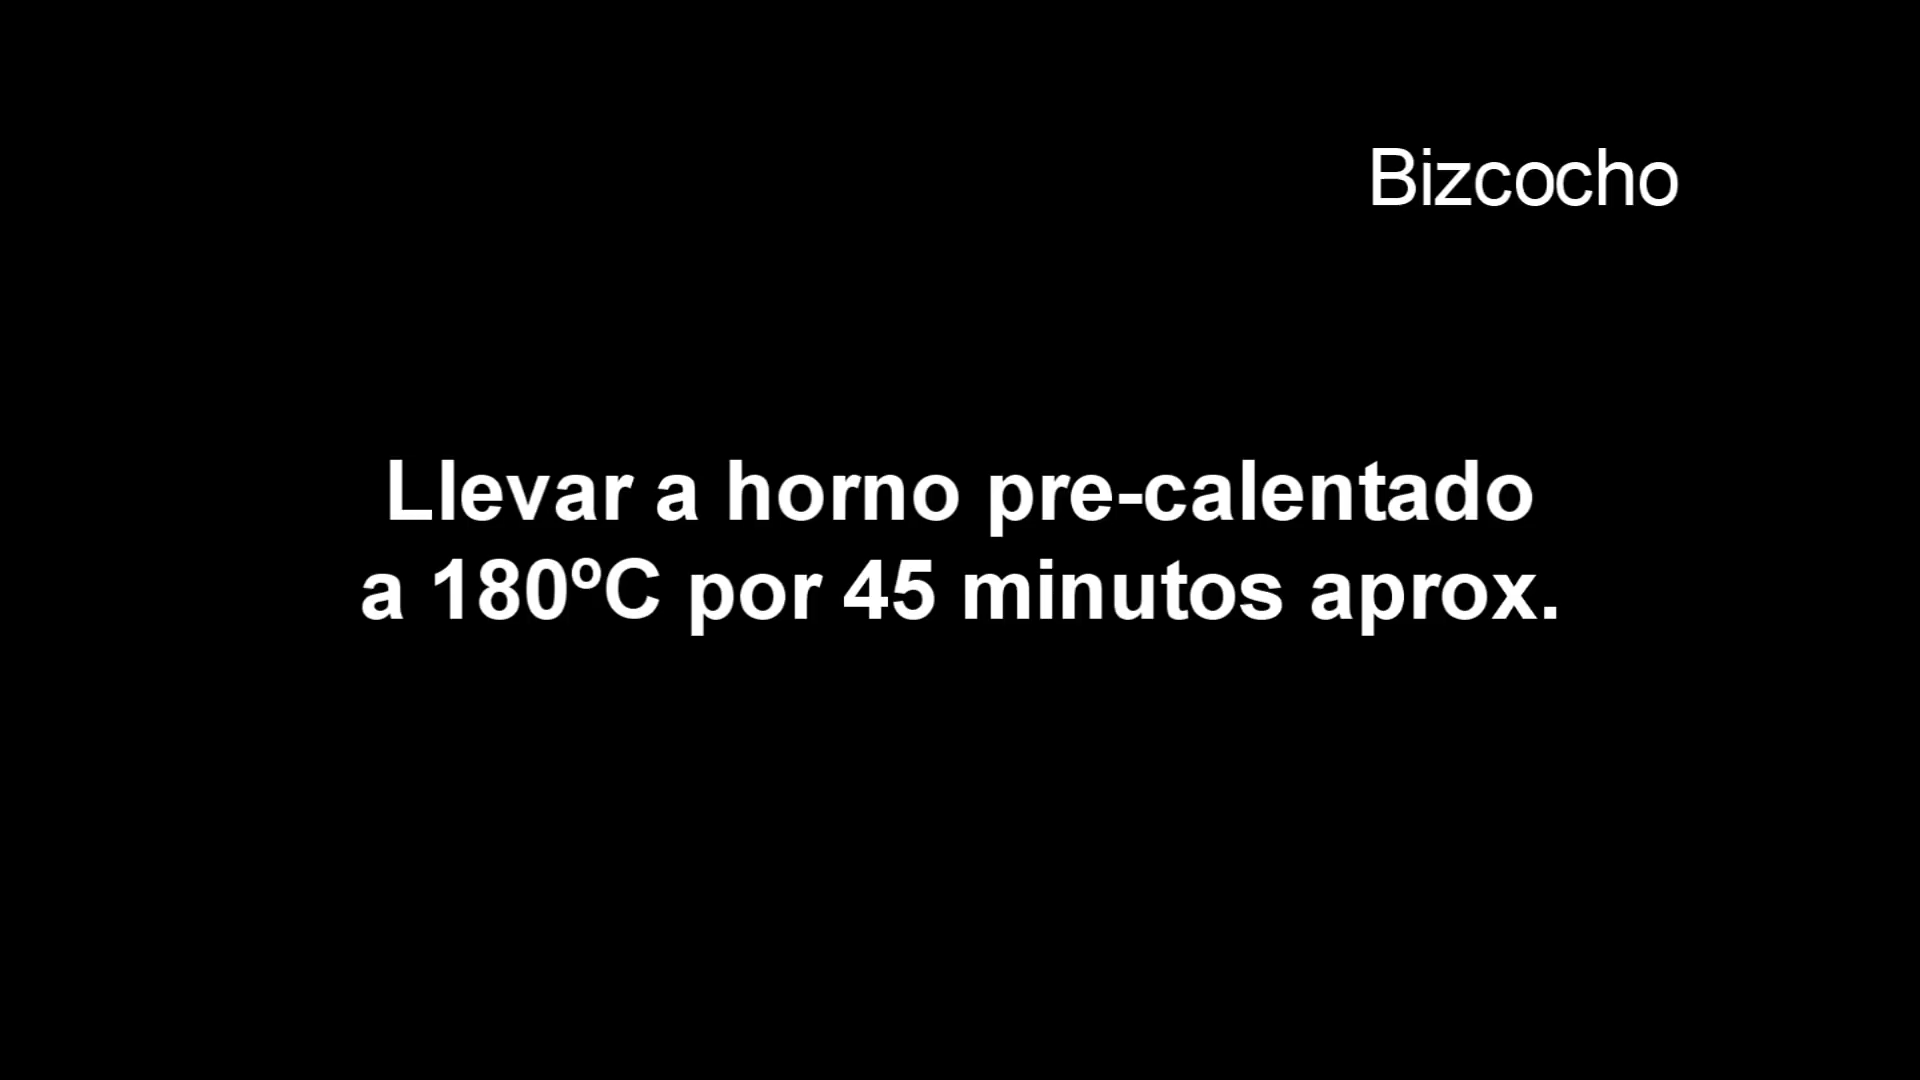 Bizcocho
Llevar a horno pre-calentado
a 180ºC por 45 minutos aprox.